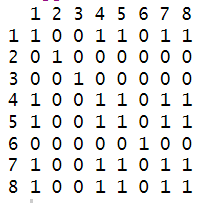 1 2 3 4 5 6 7 8
1 1 0 0 1 1 0 1 1
2 0 1 0 0 0 0 0 0
3 0 0 1 0 0 0 0 0
4 1 0 0 1 1 0 1 1
5 1 0 0 1 1 0 1 1
6 0 0 0 0 0 1 0 0
7 1 0 0 1 1 0 1 1
8 1 0 0 1 1 0 1 1